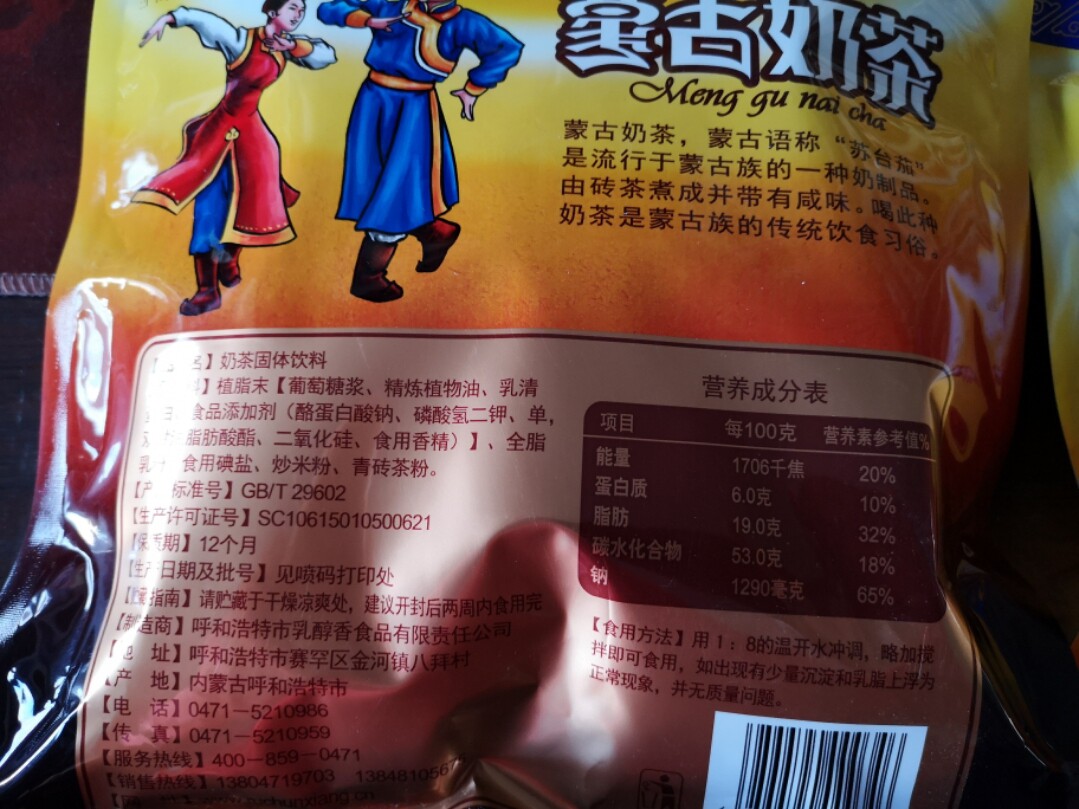 蒙古奶茶
Meng gu nai cha
蒙古奶茶，蒙古语称“苏台茄”
是流行于蒙古族的一种奶制品。
由砖茶煮成并带有咸味。喝此种
奶茶是蒙古族的传统饮食习俗。
名】奶茶固体饮料
】植脂末【葡萄糖浆、精炼植物油、乳清
食品添加剂（酪蛋白酸钠、磷酸氢二钾、单，
脂肪酸酯、二氧化硅、食用香精）】、全脂
乳 食用碘盐、炒米粉、青砖茶粉。
【产 标准号】GB/T 29602
【生产许可证号】SC10615010500621
【保质期】12个月
【生产日期及批号】见喷码打印处
指南】请贮藏于干燥凉爽处，建议开封后两周内食用完
【制造商】呼和浩特市乳醇香食品有限责任公司
址】呼和浩特市赛罕区金河镇八拜村
产 地】内蒙古呼和浩特市
【电 话】0471－5210986
【传 真】0471－5210959
【服务热线】400－859－0471
【销售热线】13804719703
营养成分表
项目 每100克 营养素参考值%
能量 1706千焦 20%
蛋白质 6.0克 10%
脂肪 19.0克 32%
碳水化合物 53.0克 18%
钠 1290毫克 65%
【食用方法】用1：8的温开水冲调，略加搅
拌即可食用，如出现有少量沉淀和乳脂上浮为
正常现象，并无质量问题。